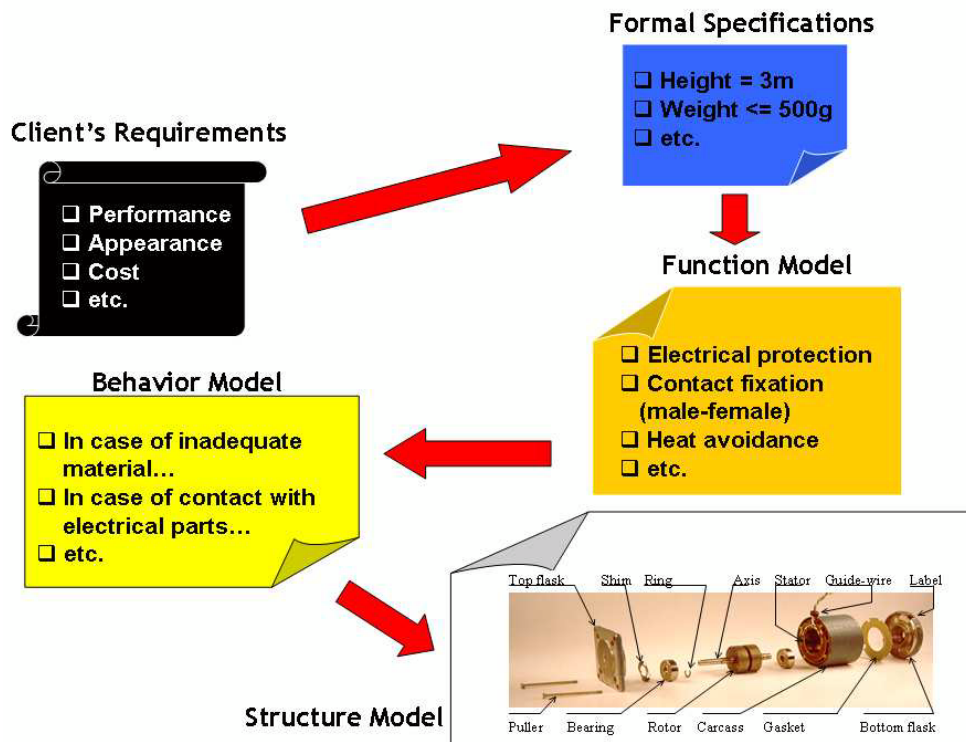 Client's Requirements
❑ Performance
❑ Appearance
❑ Cost
❑ etc.
Formal Specifications
❑ Height = 3m
❑ Weight <= 500g
❑ etc.
Function Model
❑ Electrical protection
❑ Contact fixation
(male-female)
❑ Heat avoidance
❑ etc.
Behavior Model
❑ In case of inadequate
material...
❑ In case of contact with
electrical parts...
❑ etc.
Structure Model
Top flask Shim Ring Axis Stator Guide-wire Label
Puller Bearing Rotor Carcass Gasket Bottom flask